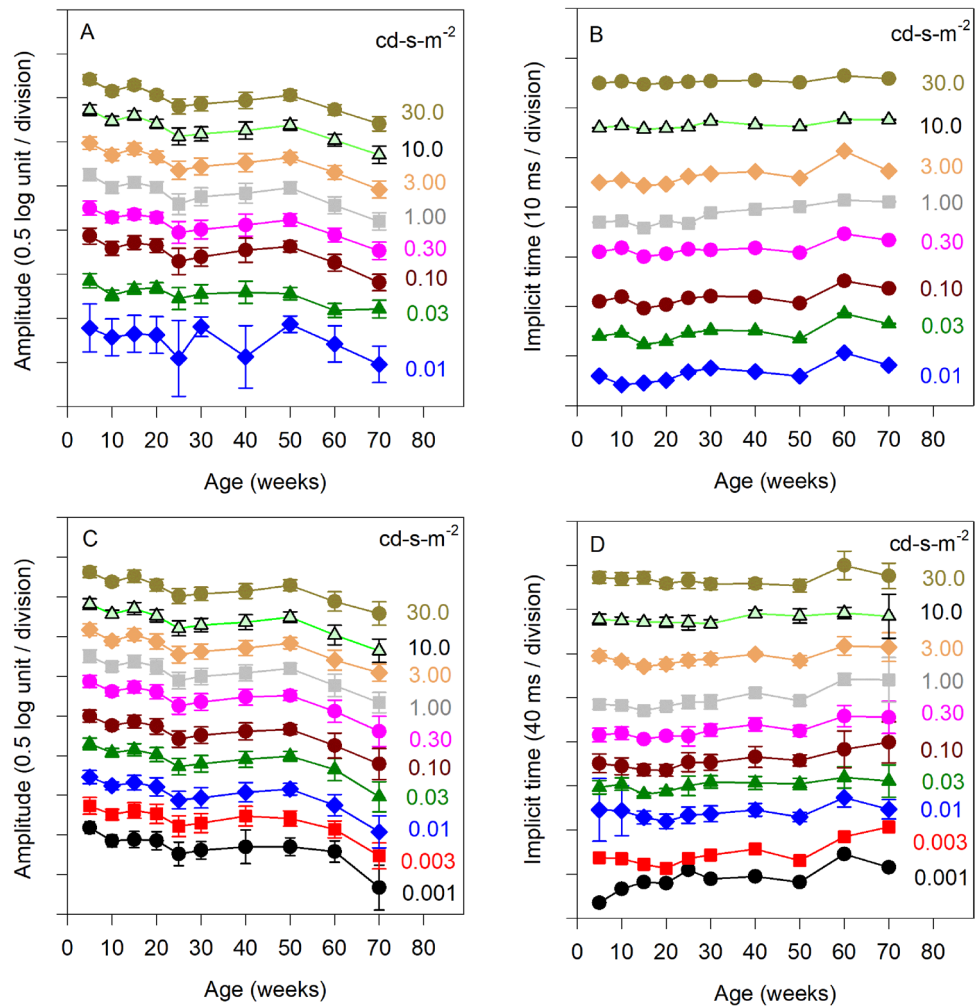 A
cd-s-m-2
Amplitude (0.5 log unit / division)
30.0
10.0
3.00
1.00
0.30
0.10
0.03
0.01
0 10 20 30 40 50 60 70 80
Age (weeks)
B
cd-s-m-2
Implicit time (10 ms / division)
30.0
10.0
3.00
1.00
0.30
0.10
0.03
0.01
0 10 20 30 40 50 60 70 80
Age (weeks)
C
cd-s-m-2
Amplitude (0.5 log unit / division)
30.0
10.0
3.00
1.00
0.30
0.10
0.03
0.01
0.003
0.001
0 10 20 30 40 50 60 70 80
Age (weeks)
D
cd-s-m-2
Implicit time (40 ms / division)
30.0
10.0
3.00
1.00
0.30
0.10
0.03
0.01
0.003
0.001
0 10 20 30 40 50 60 70 80
Age (weeks)